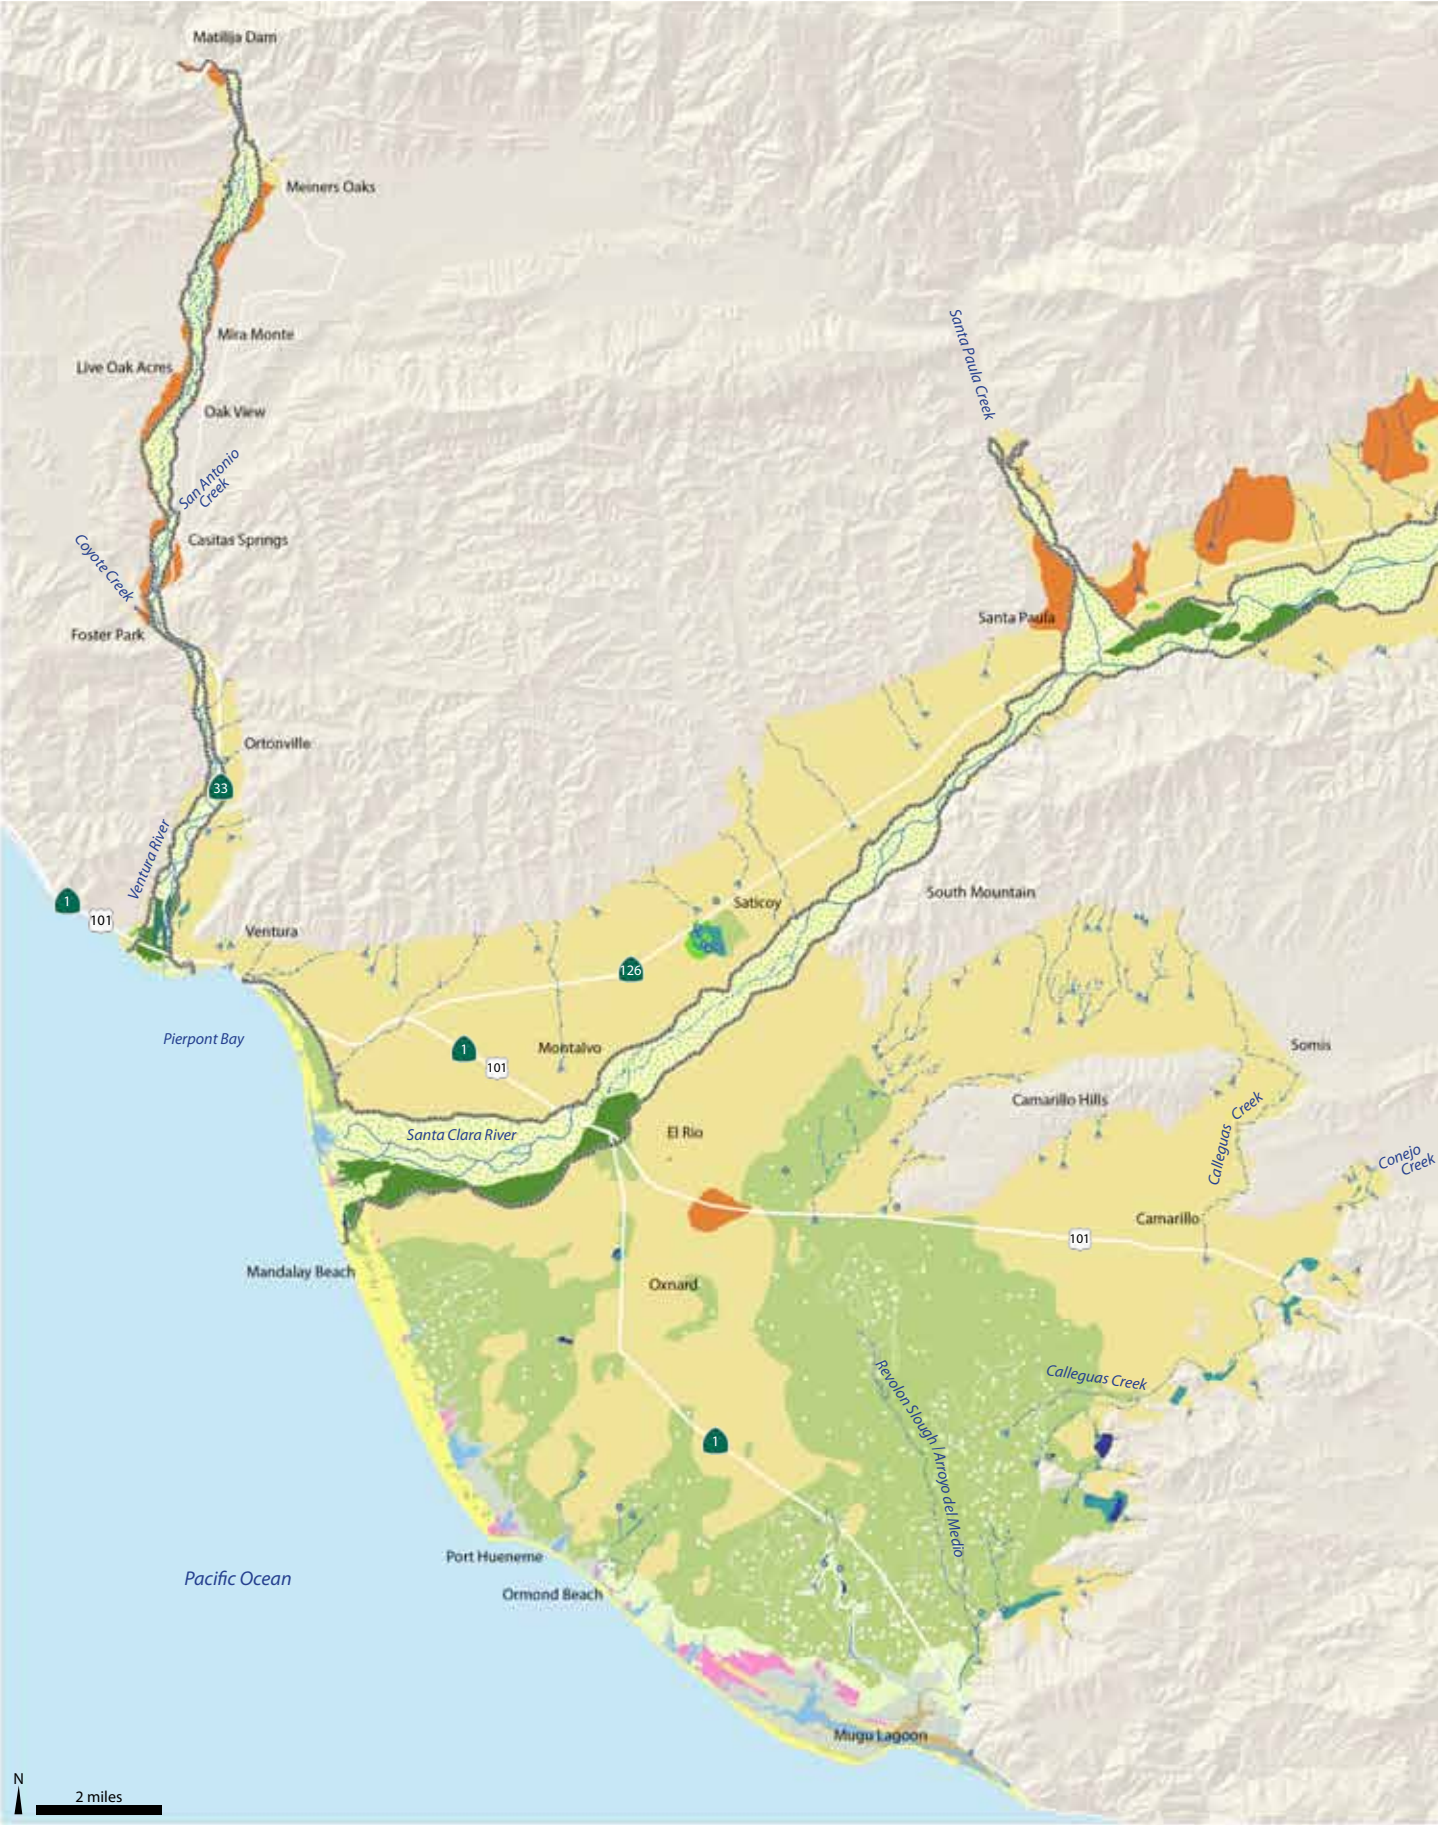 Matilija Dam
Meiners Oaks
Santa Paula Creek
Mira Monte
Live Oak Acres
Oak View
San Antonio
Creek
Casitas Springs
Coyote Creek
Santa Paula
Foster Park
Ortonville
33
Ventura River
South Mountain
1
101
Saticoy
Ventura
126
Pierpont Bay
1
Montalvo
101
Somis
Camarillo Hills
Calleguas Creek
Santa Clara River
El Rio
Conejo
Creek
Camarillo
101
Mandalay Beach
Oxnard
Calleguas Creek
Revolon Slough | Arroyo del Medio
1
Port Hueneme
Pacific Ocean
Ormond Beach
Mugu Lagoon
N
2 miles